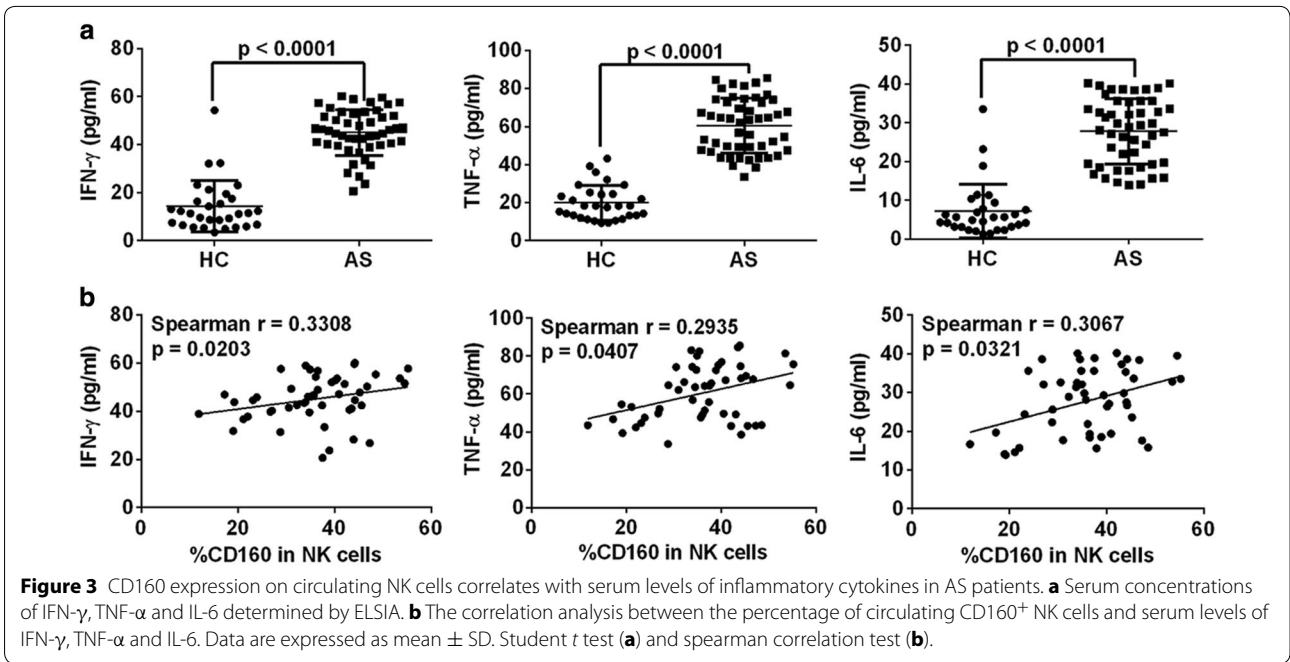 a
p < 0.0001
80
60
40
20
0
IFN-γ (pg/ml)
HC AS
p < 0.0001
100
80
60
40
20
0
TNF-α (pg/ml)
HC AS
p < 0.0001
50
40
30
20
10
0
IL-6 (pg/ml)
HC AS
b
Spearman r = 0.3308
p = 0.0203
80
60
40
20
0
IFN-γ (pg/ml)
0 20 40 60
%CD160 in NK cells
Spearman r = 0.2935
p = 0.0407
100
80
60
40
20
0
TNF-α (pg/ml)
0 20 40 60
%CD160 in NK cells
Spearman r = 0.3067
p = 0.0321
50
40
30
20
10
0
IL-6 (pg/ml)
0 20 40 60
%CD160 in NK cells
Figure 3 CD160 expression on circulating NK cells correlates with serum levels of inflammatory cytokines in AS patients. a Serum concentrations
of IFN-γ, TNF-α and IL-6 determined by ELSIA. b The correlation analysis between the percentage of circulating CD160⁺ NK cells and serum levels of
IFN-γ, TNF-α and IL-6. Data are expressed as mean ± SD. Student t test (a) and spearman correlation test (b).